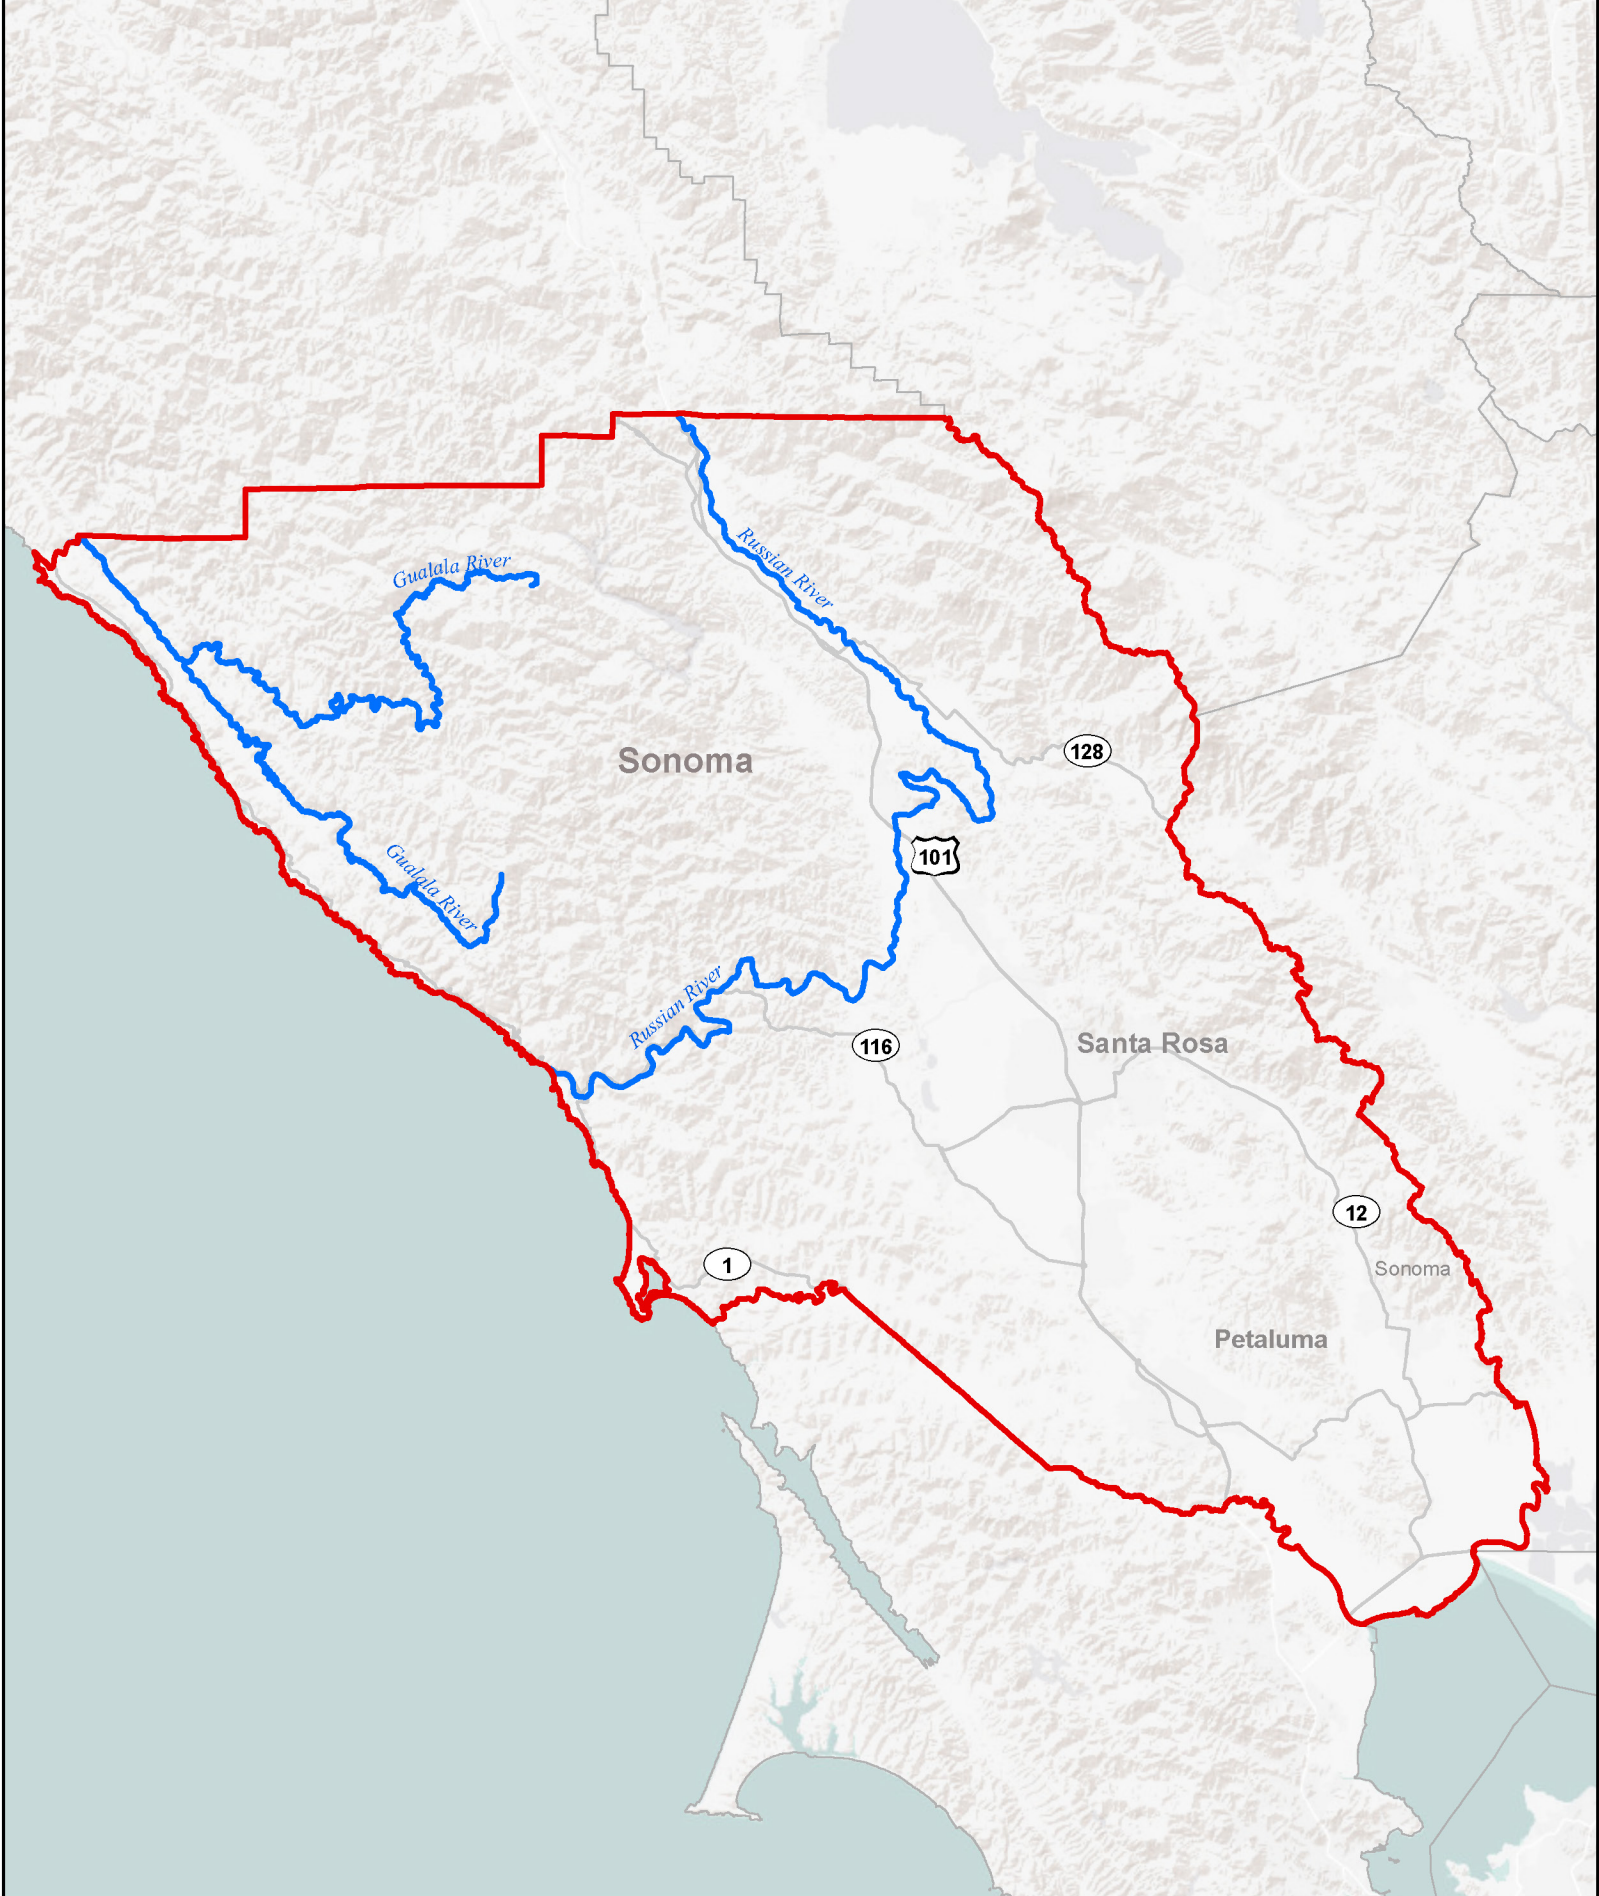 Gualala River
Russian River
Sonoma
128
101
Gualala River
Russian River
116
Santa Rosa
12
1
Sonoma
Petaluma